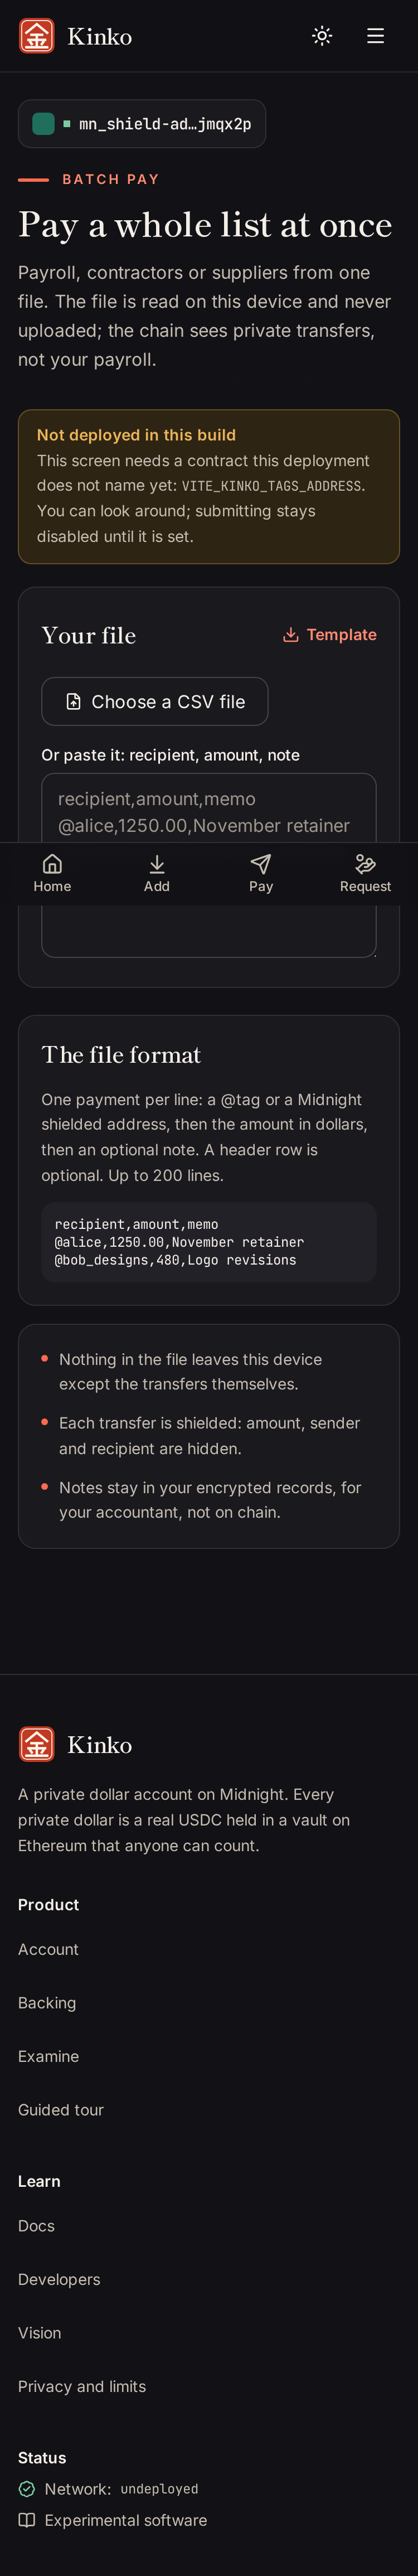 金 Kinko
mn_shield-ad…jmqx2p
BATCH PAY
Pay a whole list at once
Payroll, contractors or suppliers from one
file. The file is read on this device and never
uploaded; the chain sees private transfers,
not your payroll.
Not deployed in this build
This screen needs a contract this deployment
does not name yet: VITE_KINKO_TAGS_ADDRESS.
You can look around; submitting stays
disabled until it is set.
Your file
Template
Choose a CSV file
Or paste it: recipient, amount, note
recipient,amount,memo
@alice,1250.00,November retainer
Home
Add
Pay
Request
The file format
One payment per line: a @tag or a Midnight
shielded address, then the amount in dollars,
then an optional note. A header row is
optional. Up to 200 lines.
recipient,amount,memo
@alice,1250.00,November retainer
@bob_designs,480,Logo revisions
Nothing in the file leaves this device
except the transfers themselves.
Each transfer is shielded: amount, sender
and recipient are hidden.
Notes stay in your encrypted records, for
your accountant, not on chain.
金 Kinko
A private dollar account on Midnight. Every
private dollar is a real USDC held in a vault on
Ethereum that anyone can count.
Product
Account
Backing
Examine
Guided tour
Learn
Docs
Developers
Vision
Privacy and limits
Status
Network: undeployed
Experimental software